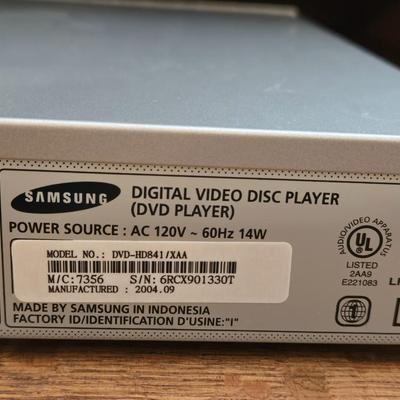 SAMSUNG
DIGITAL VIDEO DISC PLAYER
(DVD PLAYER)
POWER SOURCE : AC 120V ~ 60Hz 14W
MODEL NO.: DVD-HD841/XAA
M/C:7356 S/N: 6RCX901330T
MANUFACTURED : 2004.09
MADE BY SAMSUNG IN INDONESIA
FACTORY ID/IDENTIFICATION D'USINE:"I"
AUDIO/VIDEO APPARATUS
UL
LISTED
2AA9
E221083